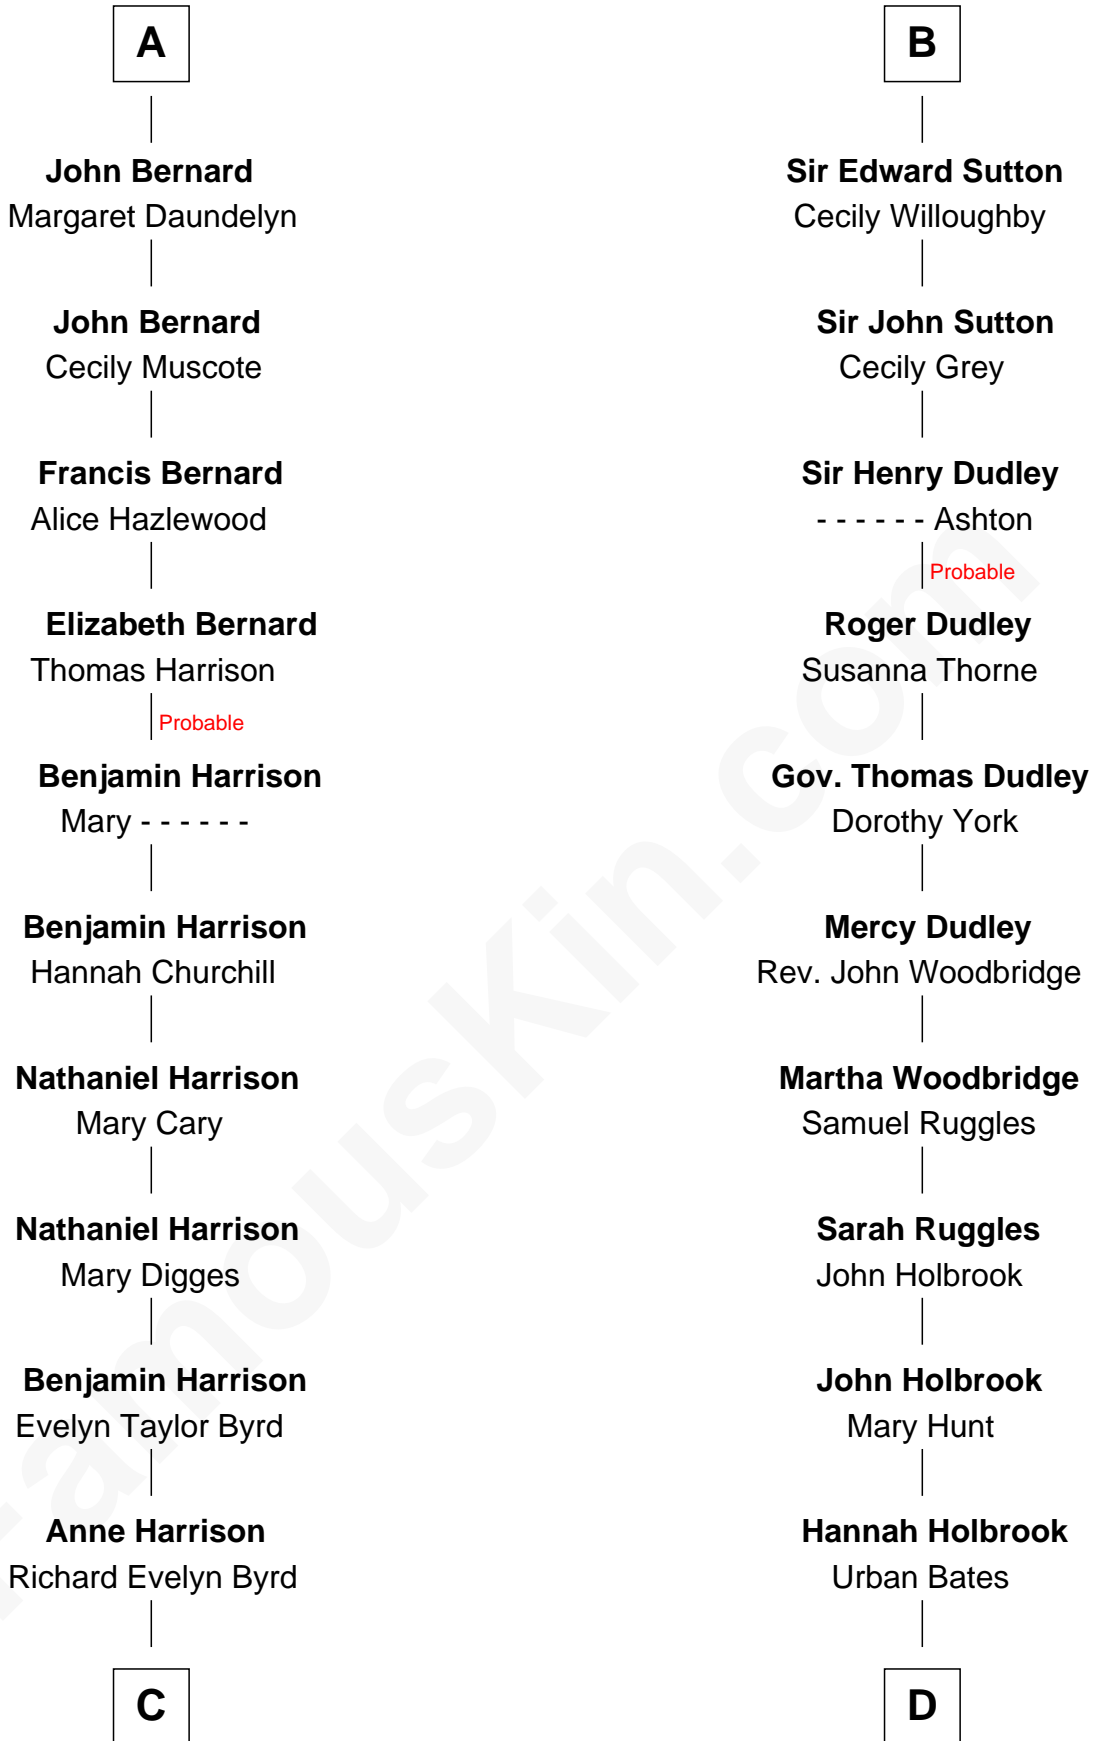 A
John Bernard
Margaret Daundelyn
John Bernard
Cecily Muscote
Francis Bernard
Alice Hazlewood
Elizabeth Bernard
Thomas Harrison
Probable
Benjamin Harrison
Mary - - - - - -
Benjamin Harrison
Hannah Churchill
Nathaniel Harrison
Mary Cary
Nathaniel Harrison
Mary Digges
Benjamin Harrison
Evelyn Taylor Byrd
Anne Harrison
Richard Evelyn Byrd
C
B
Sir Edward Sutton
Cecily Willoughby
Sir John Sutton
Cecily Grey
Sir Henry Dudley
- - - - - - Ashton
Probable
Roger Dudley
Susanna Thorne
Gov. Thomas Dudley
Dorothy York
Mercy Dudley
Rev. John Woodbridge
Martha Woodbridge
Samuel Ruggles
Sarah Ruggles
John Holbrook
John Holbrook
Mary Hunt
Hannah Holbrook
Urban Bates
D
FamousKin.com